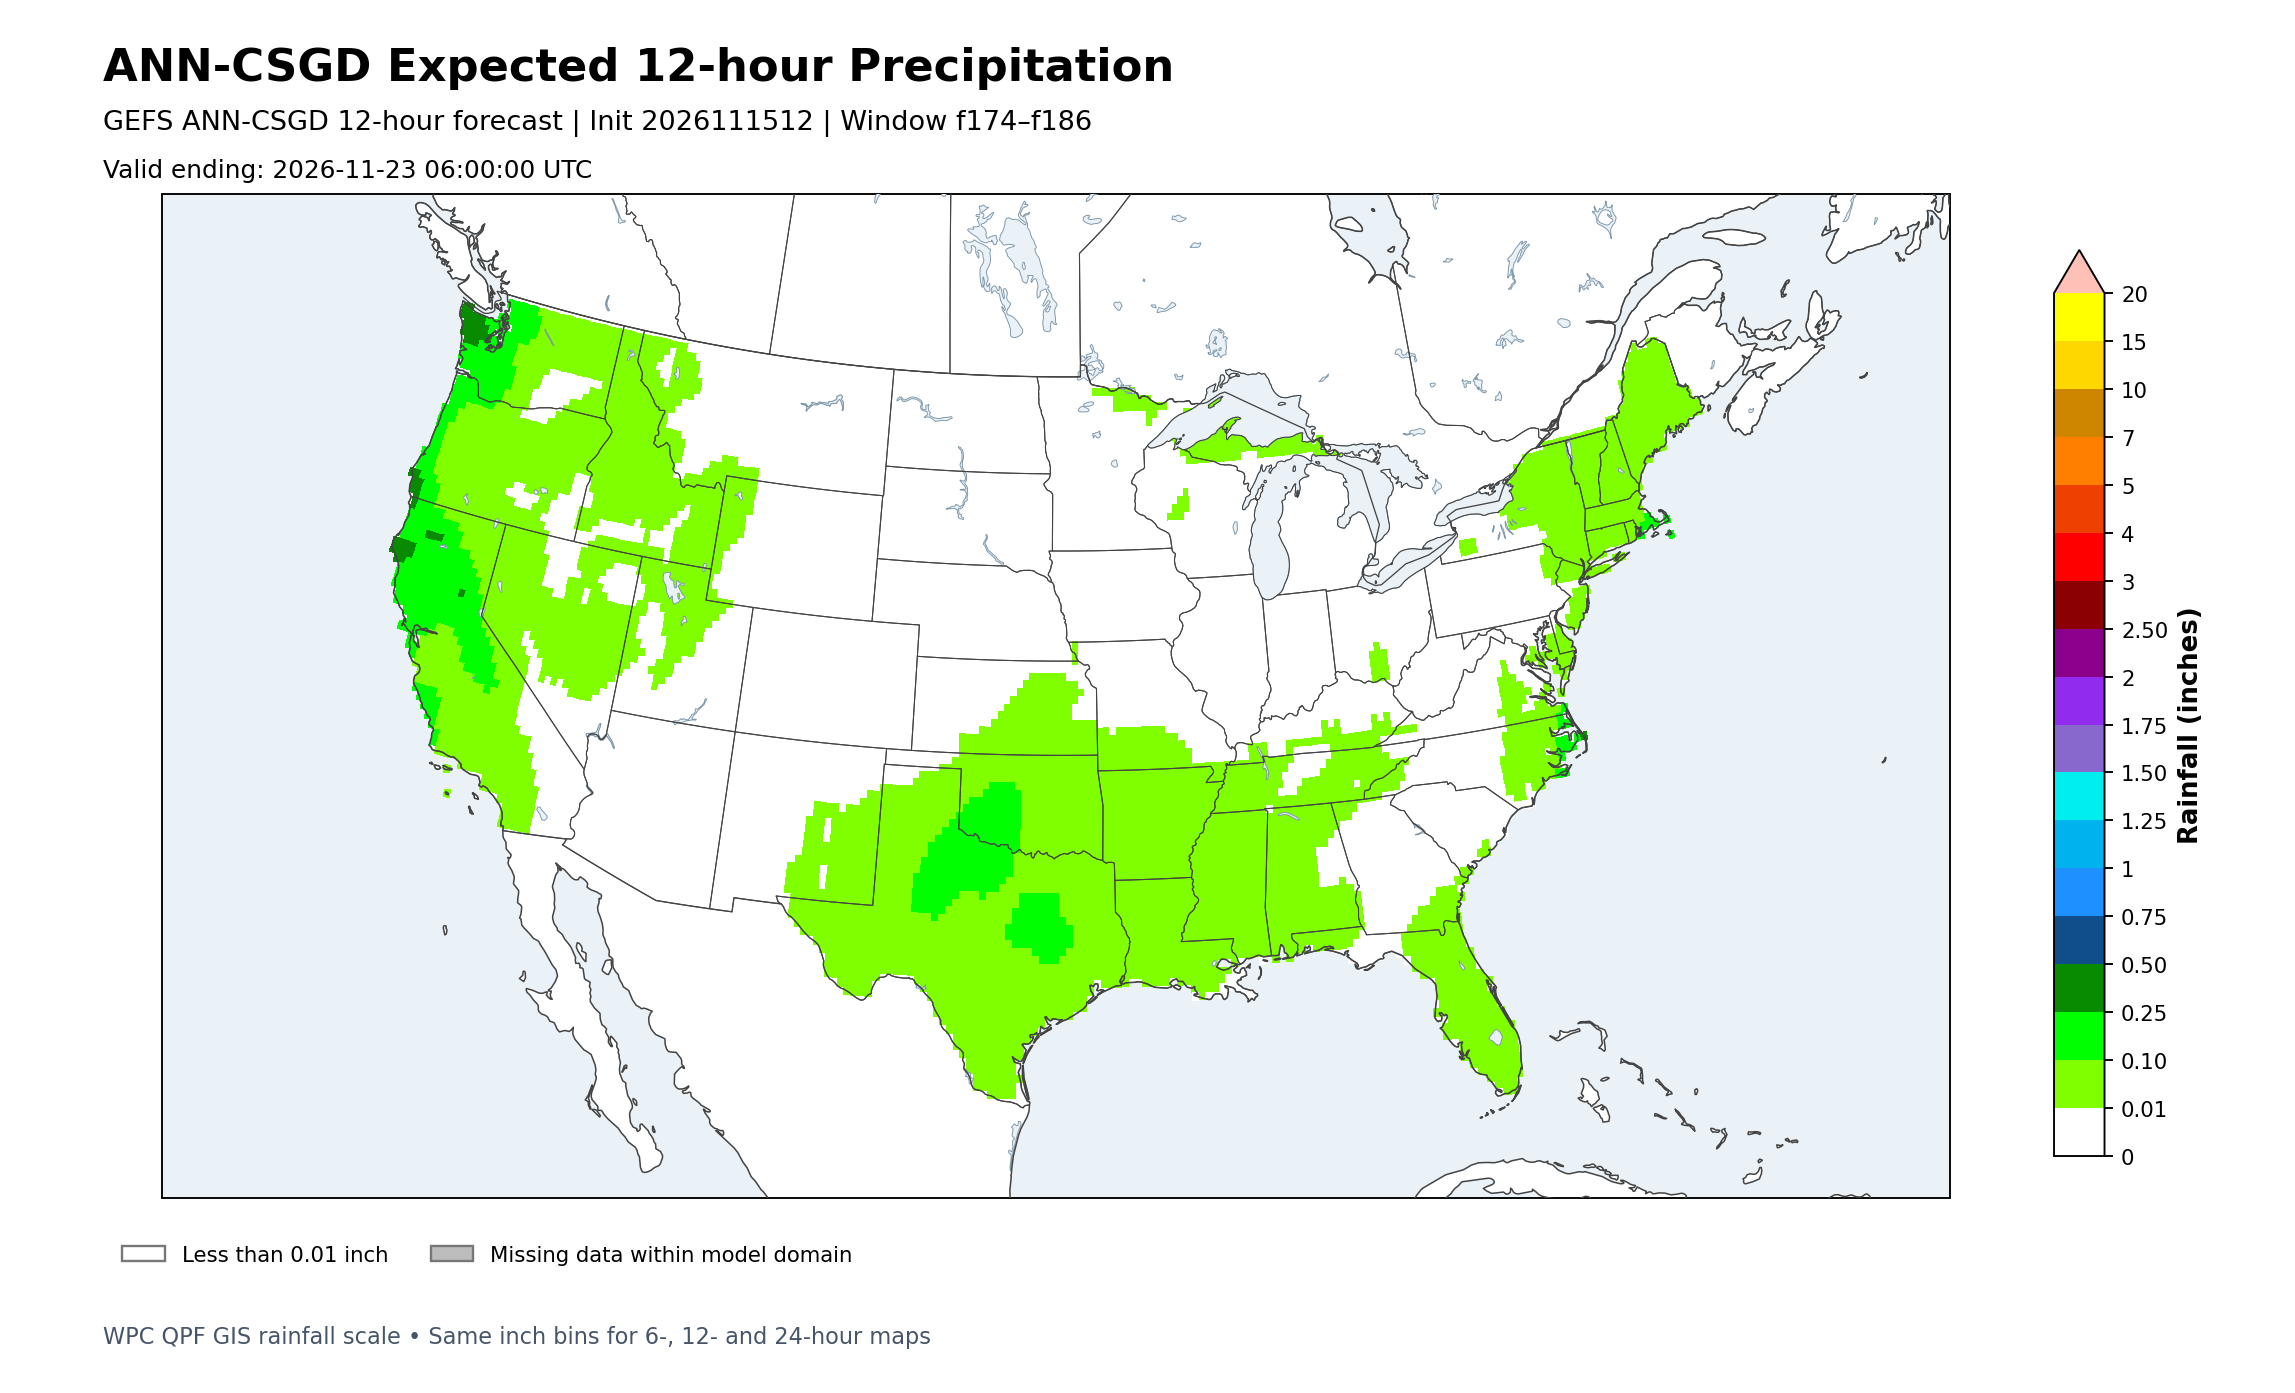 ANN-CSGD Expected 12-hour Precipitation
GEFS ANN-CSGD 12-hour forecast | Init 2026111512 | Window f174–f186
Valid ending: 2026-11-23 06:00:00 UTC
20
15
10
7
5
4
3
2.50
2
1.75
1.50
1.25
1
0.75
0.50
0.25
0.10
0.01
0
Rainfall (inches)
Less than 0.01 inch
Missing data within model domain
WPC QPF GIS rainfall scale • Same inch bins for 6-, 12- and 24-hour maps